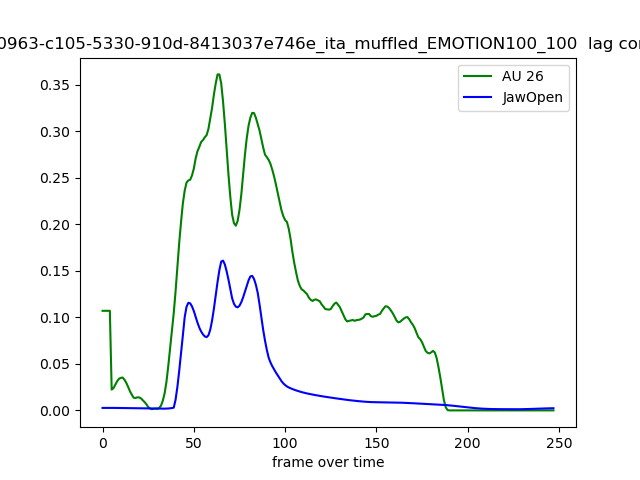 0963-c105-5330-910d-8413037e746e_ita_muffled_EMOTION100_100 lag
AU 26
JawOpen
0.35
0.30
0.25
0.20
0.15
0.10
0.05
0.00
0 50 100 150 200 250
frame over time